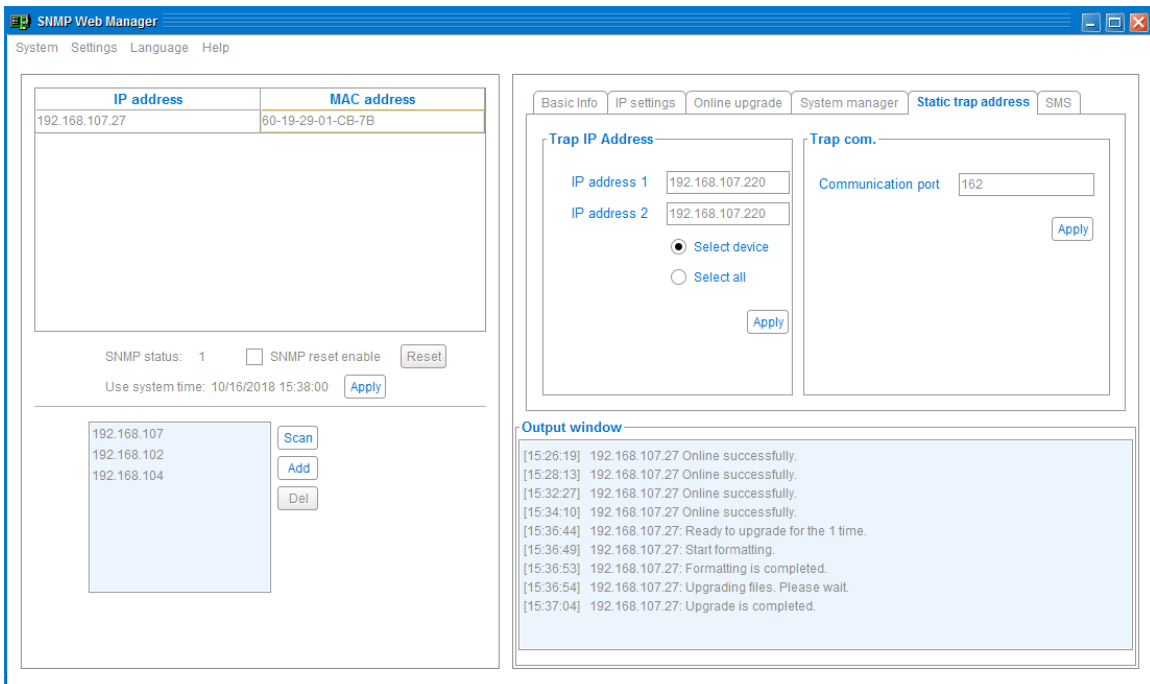 SNMP Web Manager
System Settings Language Help
IP address MAC address
192.168.107.27 60-19-29-01-CB-7B
SNMP status: 1 SNMP reset enable Reset
Use system time: 10/16/2018 15:38:00 Apply
192.168.107
192.168.102
192.168.104
Scan
Add
Del
Basic Info IP settings Online upgrade System manager Static trap address SMS
Trap IP Address
IP address 1 192.168.107.220
IP address 2 192.168.107.220
Select device
Select all
Apply
Trap com.
Communication port 162
Apply
Output window
[15:26:19] 192.168.107.27 Online successfully.
[15:28:13] 192.168.107.27 Online successfully.
[15:32:27] 192.168.107.27 Online successfully.
[15:34:10] 192.168.107.27 Online successfully.
[15:36:44] 192.168.107.27: Ready to upgrade for the 1 time.
[15:36:49] 192.168.107.27: Start formatting.
[15:36:53] 192.168.107.27: Formatting is completed.
[15:36:54] 192.168.107.27: Upgrading files. Please wait.
[15:37:04] 192.168.107.27: Upgrade is completed.